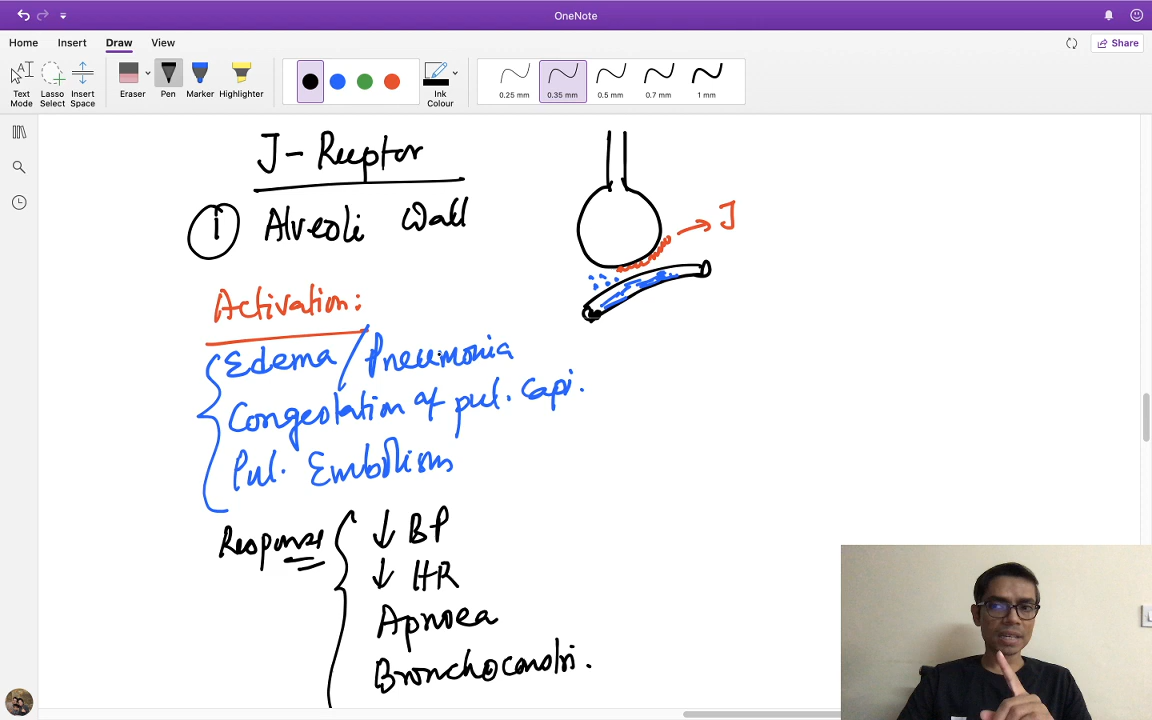 OneNote
Home Insert Draw View
Share
Text Mode
Lasso Select
Insert Space
Eraser
Pen
Marker
Highlighter
Ink Colour
0.25 mm
0.35 mm
0.5 mm
0.7 mm
1 mm
J-Receptor
1 Alveoli Wall
J
Activation:
Edema/Pneumonia
Congestation of pul. Capi.
Pul. Embolism
Response
↓ BP
↓ HR
Apnoea
Bronchoconstri.